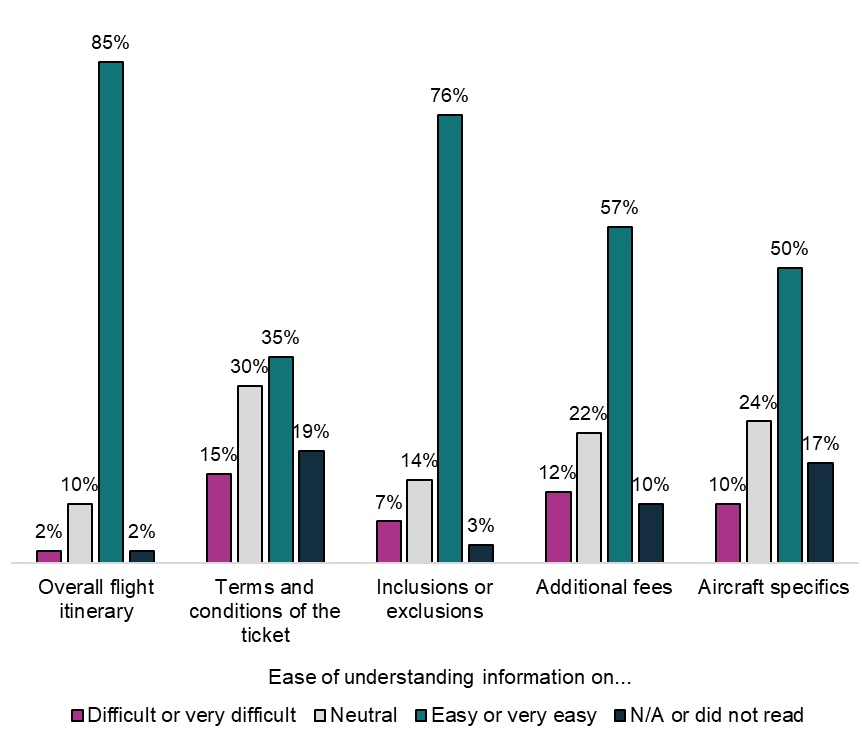 85%
76%
57%
50%
35%
30%
24%
22%
19%
17%
15%
14%
12%
10%
10%
10%
10%
7%
3%
2%
2%
Overall flight
itinerary
Terms and
conditions of the
ticket
Inclusions or
exclusions
Additional fees
Aircraft specifics
Ease of understanding information on...
Difficult or very difficult
Neutral
Easy or very easy
N/A or did not read